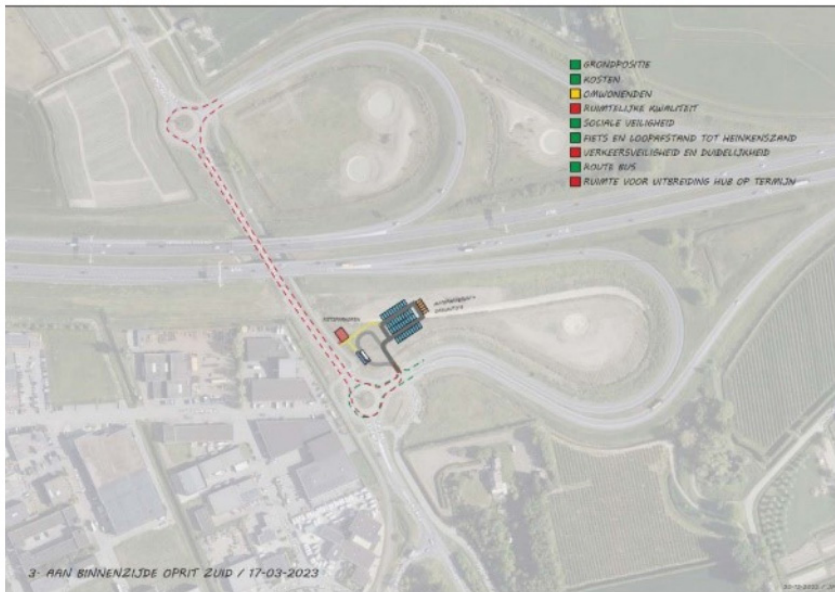 GRONDPOSITIE
KOSTEN
OMWONENDEN
RUIMTELIJKE KWALITEIT
SOCIALE VEILIGHEID
FIETS EN LOOPAFSTAND TOT HEINKENSZAND
VERKEERSVEILIGHEID EN DUIDELIJKHEID
ROUTE BUS
RUIMTE VOOR UITBREIDING HUB OP TERMIJN
3- AAN BINNENZIJDE OPRIT ZUID / 17-03-2023